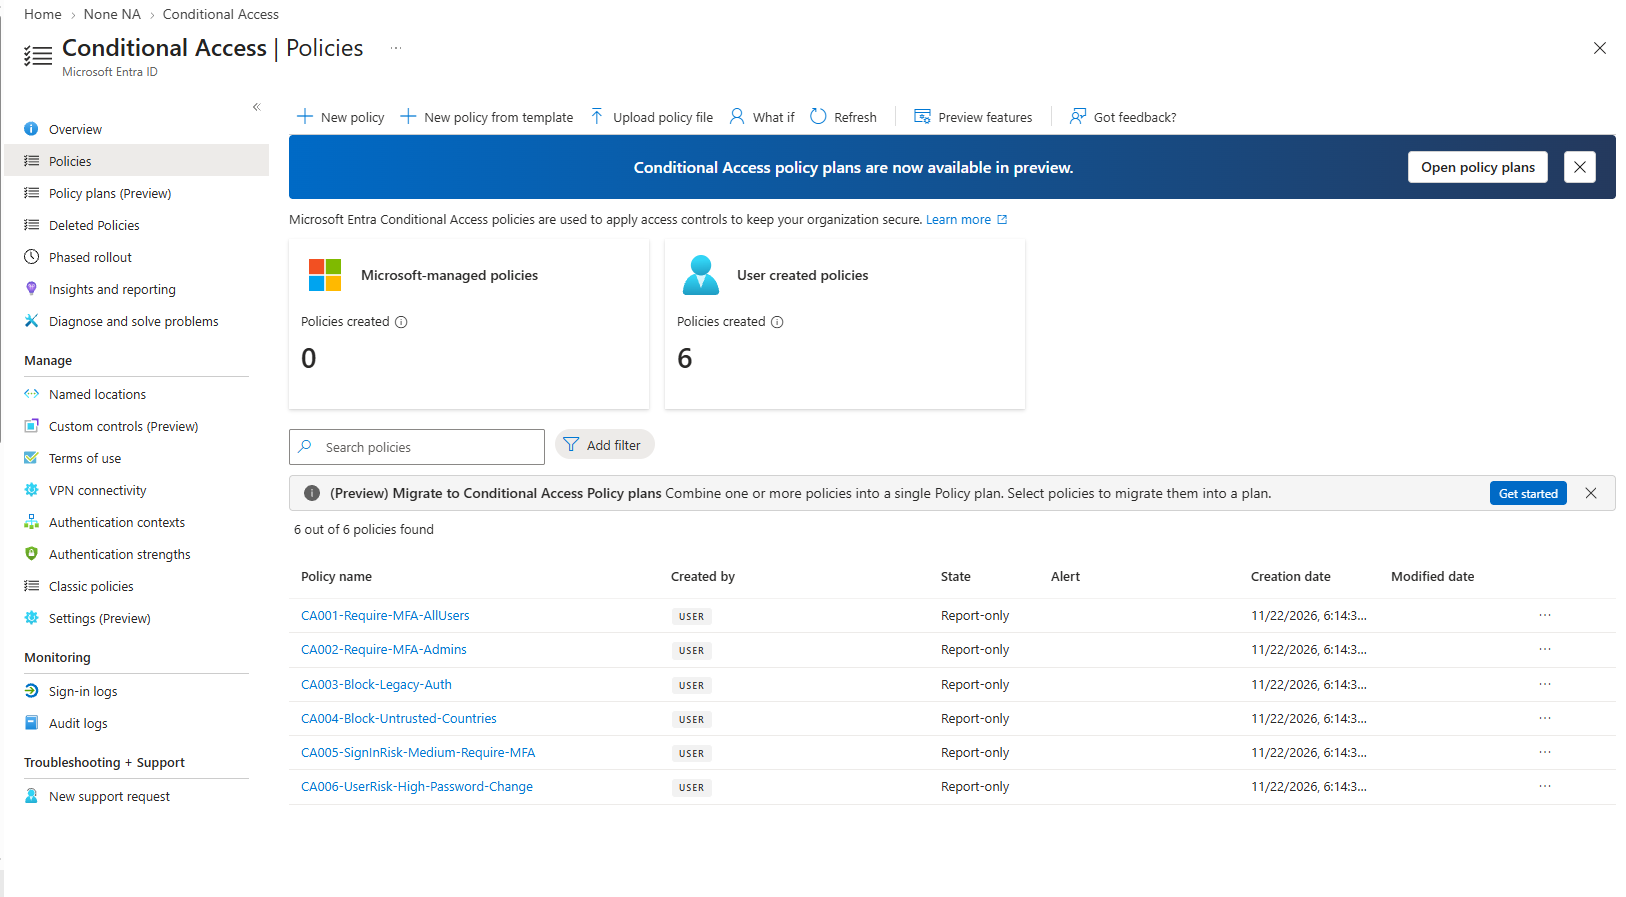 Home > None NA > Conditional Access
Conditional Access | Policies ...
Microsoft Entra ID
«
Overview
Policies
Policy plans (Preview)
Deleted Policies
Phased rollout
Insights and reporting
Diagnose and solve problems
Manage
Named locations
Custom controls (Preview)
Terms of use
VPN connectivity
Authentication contexts
Authentication strengths
Classic policies
Settings (Preview)
Monitoring
Sign-in logs
Audit logs
Troubleshooting + Support
New support request
New policy New policy from template Upload policy file What if Refresh Preview features Got feedback?
Conditional Access policy plans are now available in preview. Open policy plans
Microsoft Entra Conditional Access policies are used to apply access controls to keep your organization secure. Learn more
Microsoft-managed policies
Policies created
0
User created policies
Policies created
6
Search policies Add filter
(Preview) Migrate to Conditional Access Policy plans Combine one or more policies into a single Policy plan. Select policies to migrate them into a plan. Get started
6 out of 6 policies found
Policy name Created by State Alert Creation date Modified date
CA001-Require-MFA-AllUsers USER Report-only 11/22/2026, 6:14:3... ...
CA002-Require-MFA-Admins USER Report-only 11/22/2026, 6:14:3... ...
CA003-Block-Legacy-Auth USER Report-only 11/22/2026, 6:14:3... ...
CA004-Block-Untrusted-Countries USER Report-only 11/22/2026, 6:14:3... ...
CA005-SignInRisk-Medium-Require-MFA USER Report-only 11/22/2026, 6:14:3... ...
CA006-UserRisk-High-Password-Change USER Report-only 11/22/2026, 6:14:3... ...